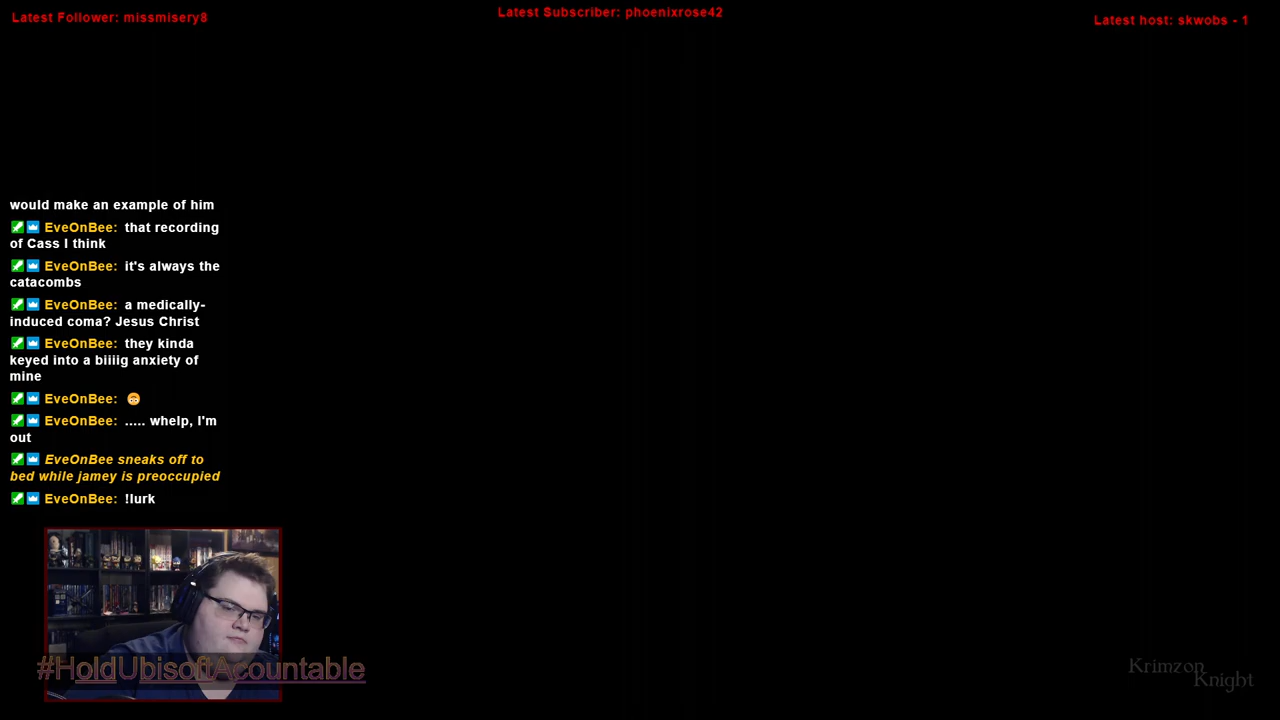 Latest Follower: missmisery8
Latest Subscriber: phoenixrose42
Latest host: skwobs - 1
would make an example of him
EveOnBee: that recording
of Cass I think
EveOnBee: it's always the
catacombs
EveOnBee: a medically-
induced coma? Jesus Christ
EveOnBee: they kinda
keyed into a biiiig anxiety of
mine
EveOnBee: 🙃
EveOnBee: ..... whelp, I'm
out
EveOnBee sneaks off to
bed while jamey is preoccupied
EveOnBee: !lurk
#HoldUbisoftAcountable
Krimzon
Knight